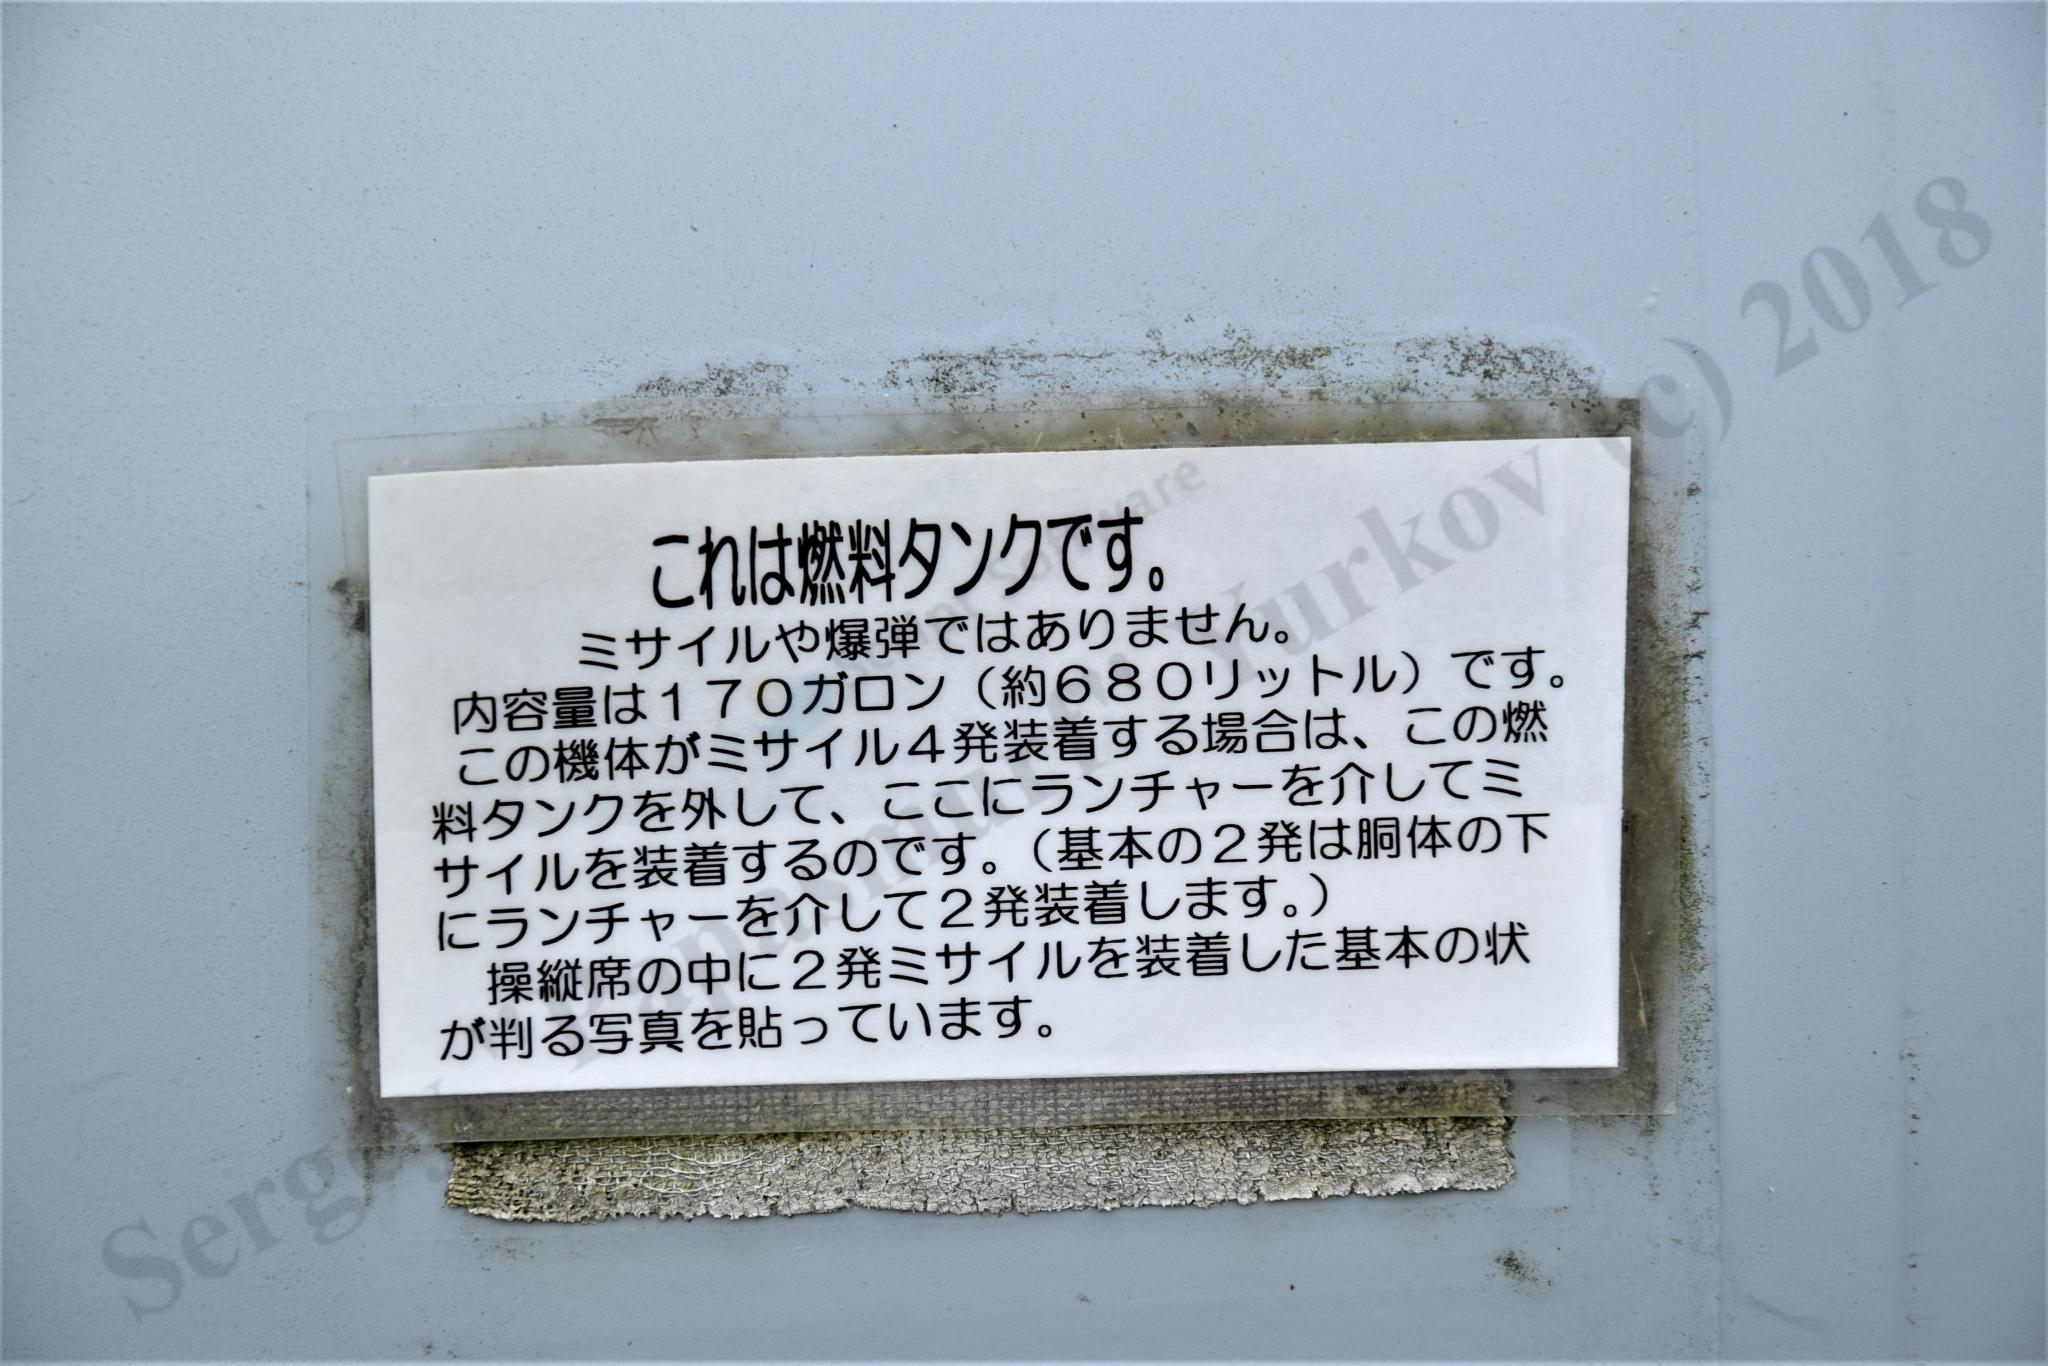 これは燃料タンクです。
ミサイルや爆弾ではありません。
内容量は170ガロン（約680リットル）です。
この機体がミサイル4発装着する場合は、この燃
料タンクを外して、ここにランチャーを介してミ
サイルを装着するのです。（基本の2発は胴体の下
にランチャーを介して2発装着します。）
操縦席の中に2発ミサイルを装着した基本の状
が判る写真を貼っています。
Sergey Yurkov (c) 2018